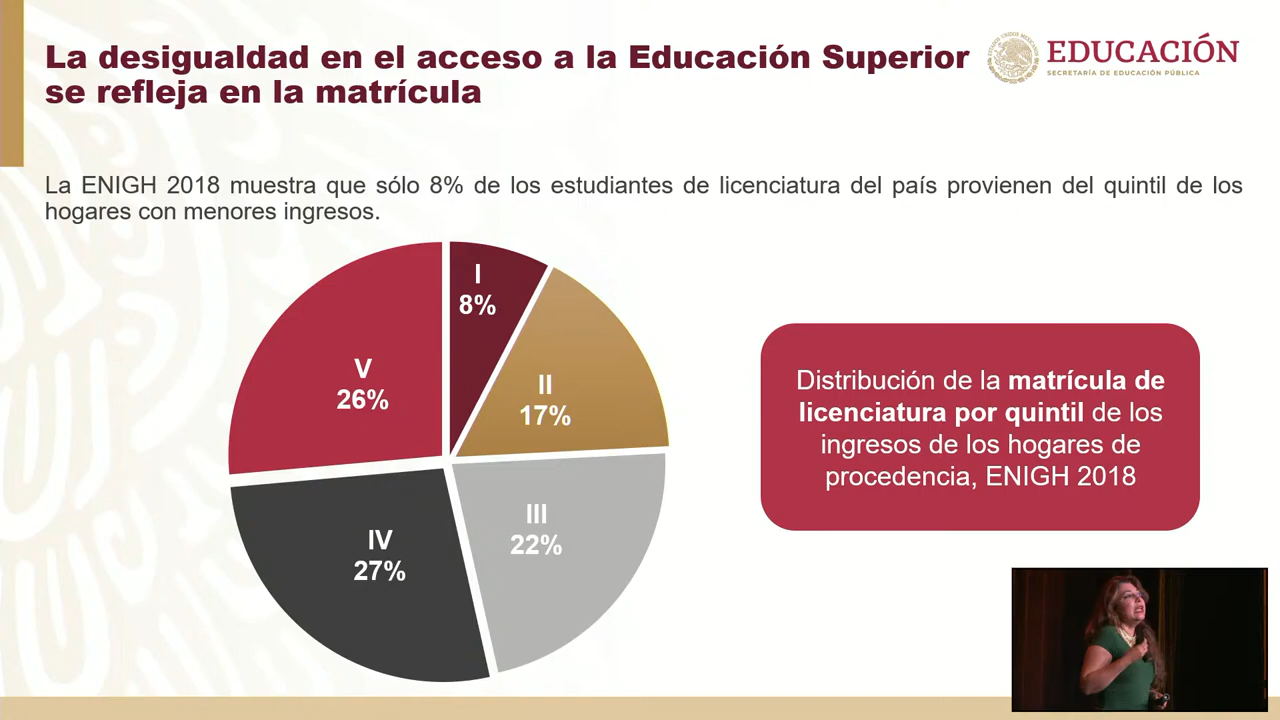 La desigualdad en el acceso a la Educación Superior
se refleja en la matrícula
EDUCACIÓN
SECRETARÍA DE EDUCACIÓN PÚBLICA
La ENIGH 2018 muestra que sólo 8% de los estudiantes de licenciatura del país provienen del quintil de los
hogares con menores ingresos.
I
8%
II
17%
III
22%
IV
27%
V
26%
Distribución de la matrícula de
licenciatura por quintil de los
ingresos de los hogares de
procedencia, ENIGH 2018